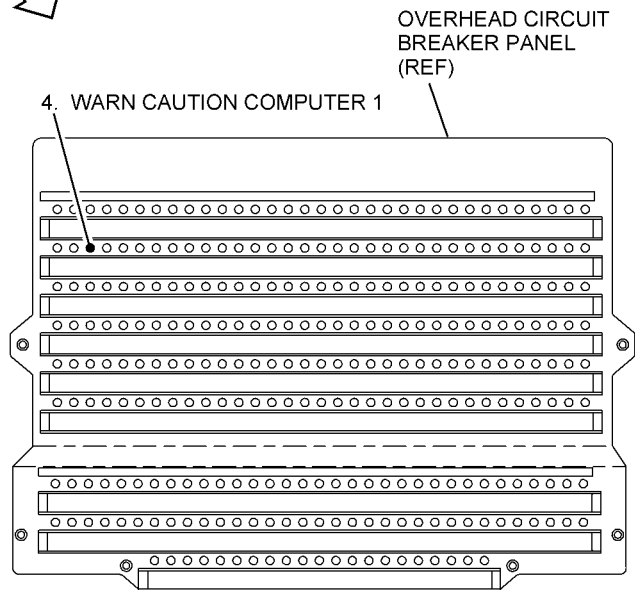 OVERHEAD CIRCUIT
BREAKER PANEL
(REF)
4. WARN CAUTION COMPUTER 1